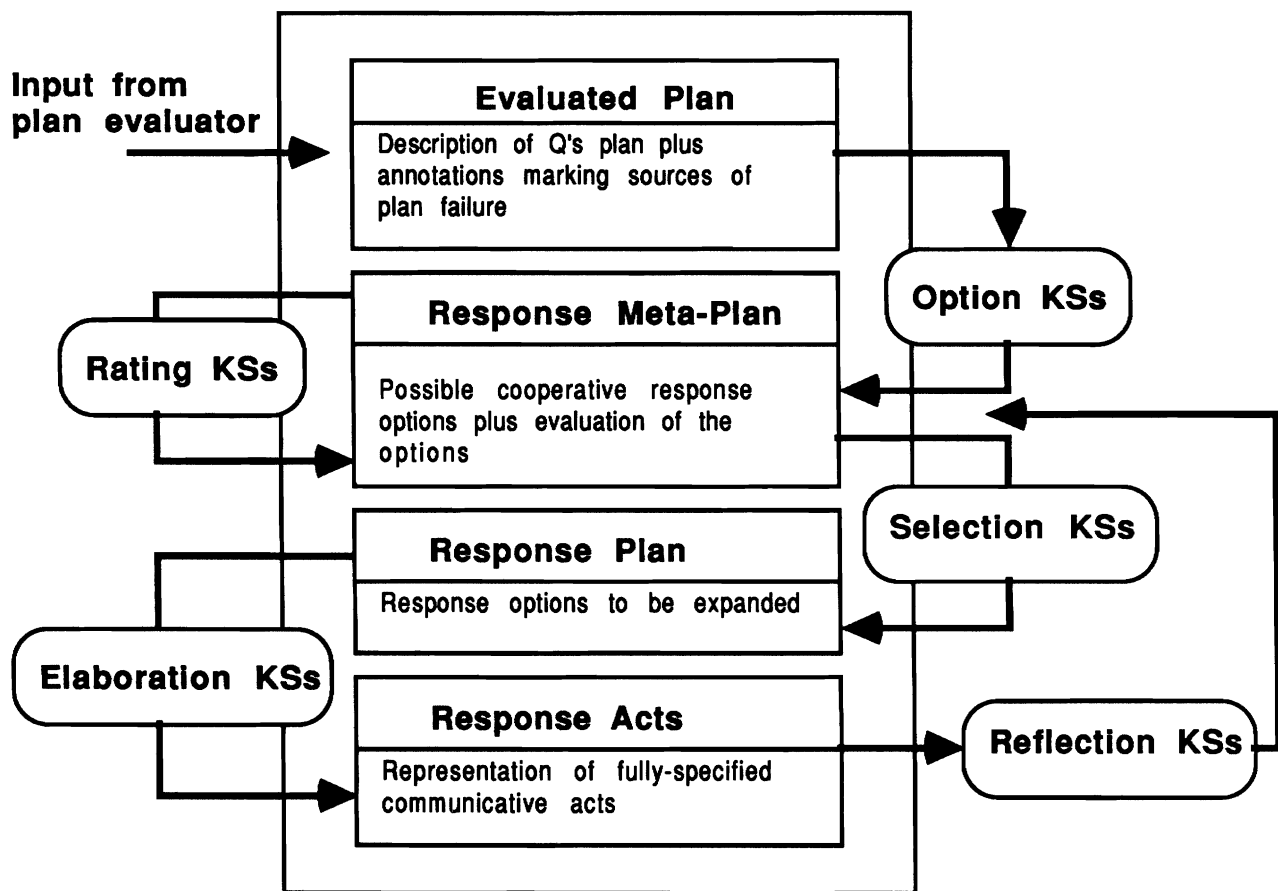 Input from
plan evaluator
Evaluated Plan
Description of Q's plan plus
annotations marking sources of
plan failure
Option KSs
Response Meta-Plan
Rating KSs
Possible cooperative response
options plus evaluation of the
options
Selection KSs
Response Plan
Response options to be expanded
Elaboration KSs
Response Acts
Reflection KSs
Representation of fully-specified
communicative acts